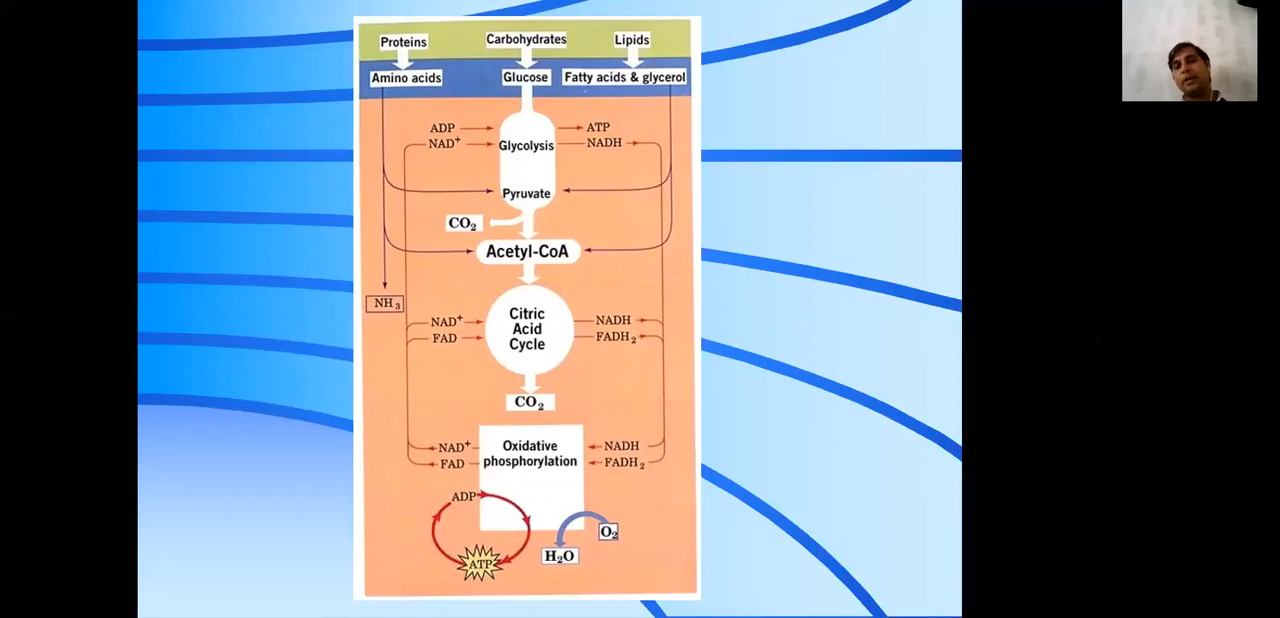 Proteins
Carbohydrates
Lipids
Amino acids
Glucose
Fatty acids & glycerol
ADP
ATP
NAD⁺
Glycolysis
NADH
Pyruvate
CO₂
Acetyl-CoA
NH₃
Citric
Acid
Cycle
NAD⁺
NADH
FAD
FADH₂
CO₂
Oxidative
phosphorylation
NAD⁺
NADH
FAD
FADH₂
ADP
O₂
H₂O
ATP